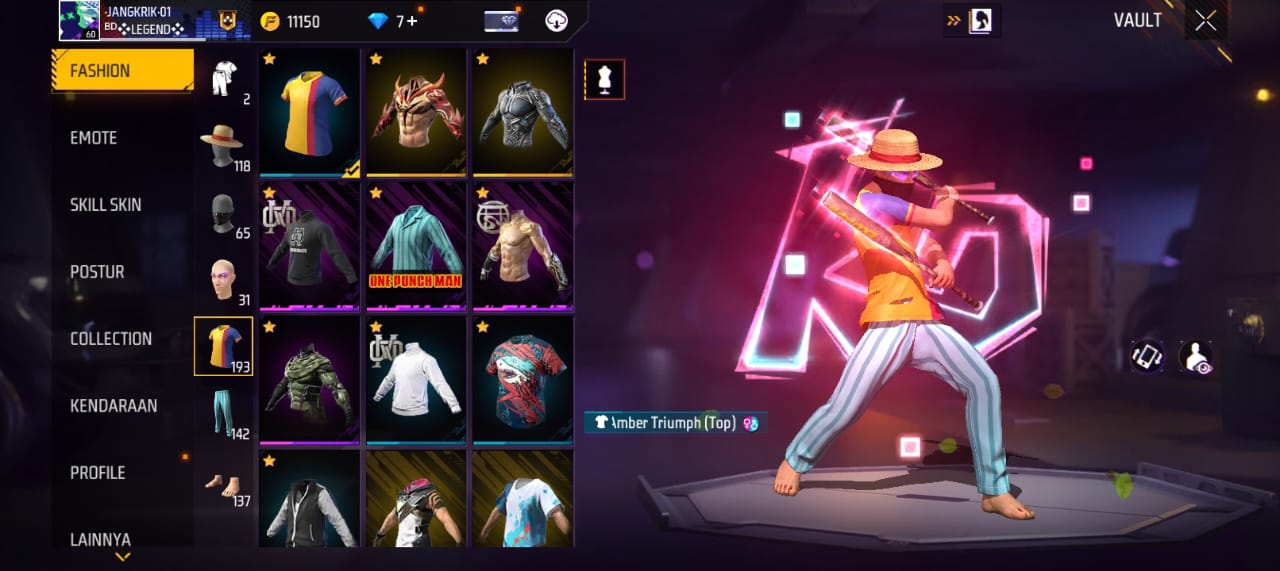 JANGKRIK-01
BD LEGEND
60
11150
7+
VAULT
FASHION
EMOTE
SKILL SKIN
POSTUR
COLLECTION
KENDARAAN
PROFILE
LAINNYA
2
118
65
31
193
142
137
ONE PUNCH MAN
Amber Triumph (Top)